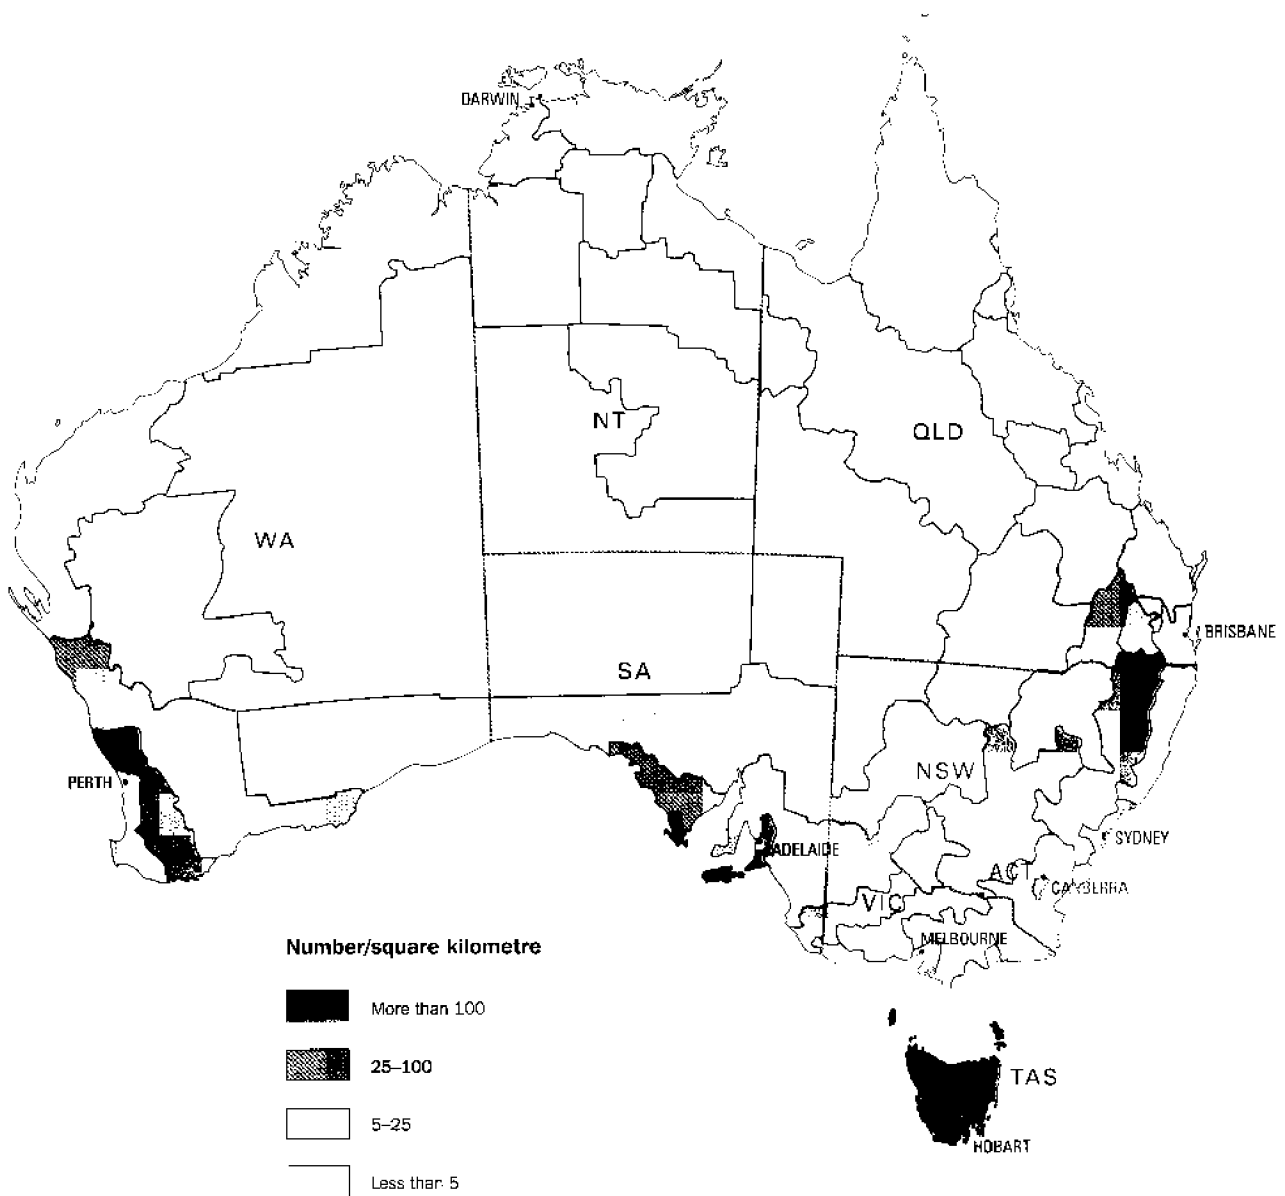 DARWIN
NT
QLD
WA
BRISBANE
SA
PERTH
NSW
SYDNEY
ADELAIDE
ACT
CANBERRA
VIC
MELBOURNE
Number/square kilometre
More than 100
25–100
TAS
5–25
HOBART
Less than 5